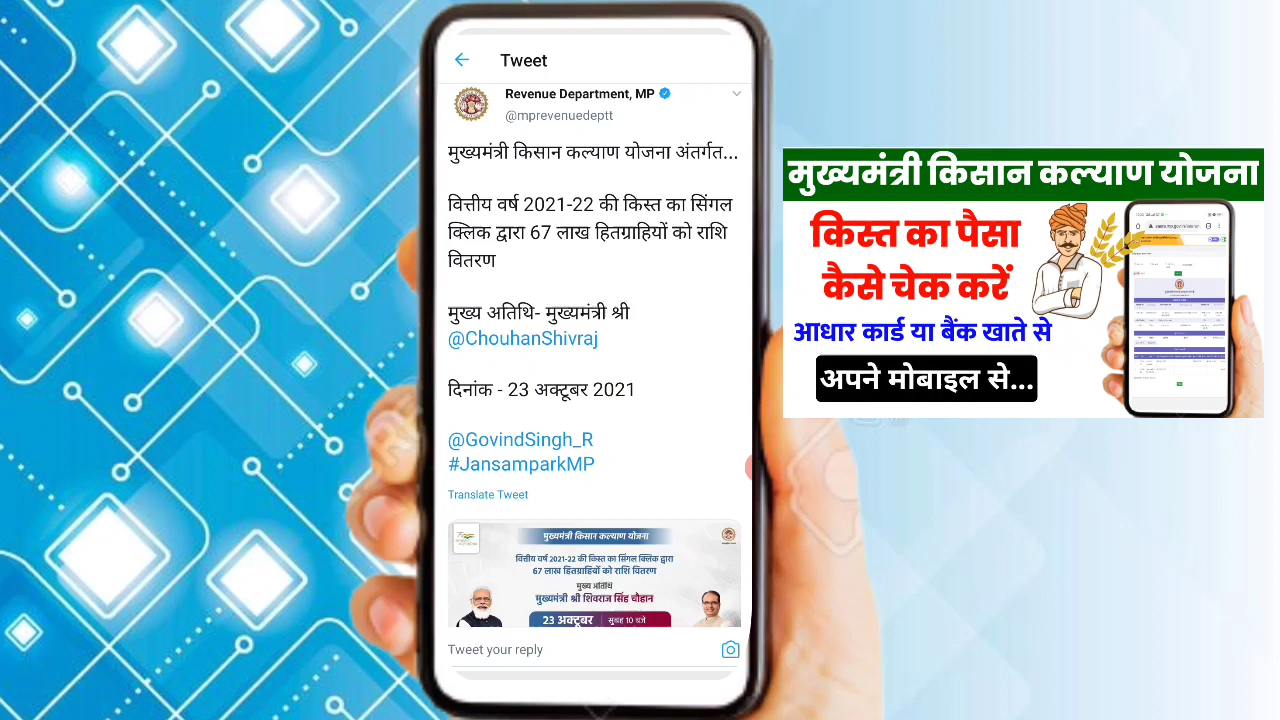 Tweet
Revenue Department, MP
@mprevenuedeptt
मुख्यमंत्री किसान कल्याण योजना अंतर्गत...
वित्तीय वर्ष 2021-22 की किस्त का सिंगल
क्लिक द्वारा 67 लाख हितग्राहियों को राशि
वितरण
मुख्य अतिथि- मुख्यमंत्री श्री
@ChouhanShivraj
दिनांक - 23 अक्टूबर 2021
@GovindSingh_R
#JansamparkMP
Translate Tweet
मुख्यमंत्री किसान कल्याण योजना
वित्तीय वर्ष 2021-22 की किस्त का सिंगल क्लिक द्वारा
67 लाख हितग्राहियों को राशि वितरण
मुख्य अतिथि
मुख्यमंत्री श्री शिवराज सिंह चौहान
23 अक्टूबर सुबह 10 बजे
Tweet your reply
मुख्यमंत्री किसान कल्याण योजना
किस्त का पैसा
कैसे चेक करें
आधार कार्ड या बैंक खाते से
अपने मोबाइल से...